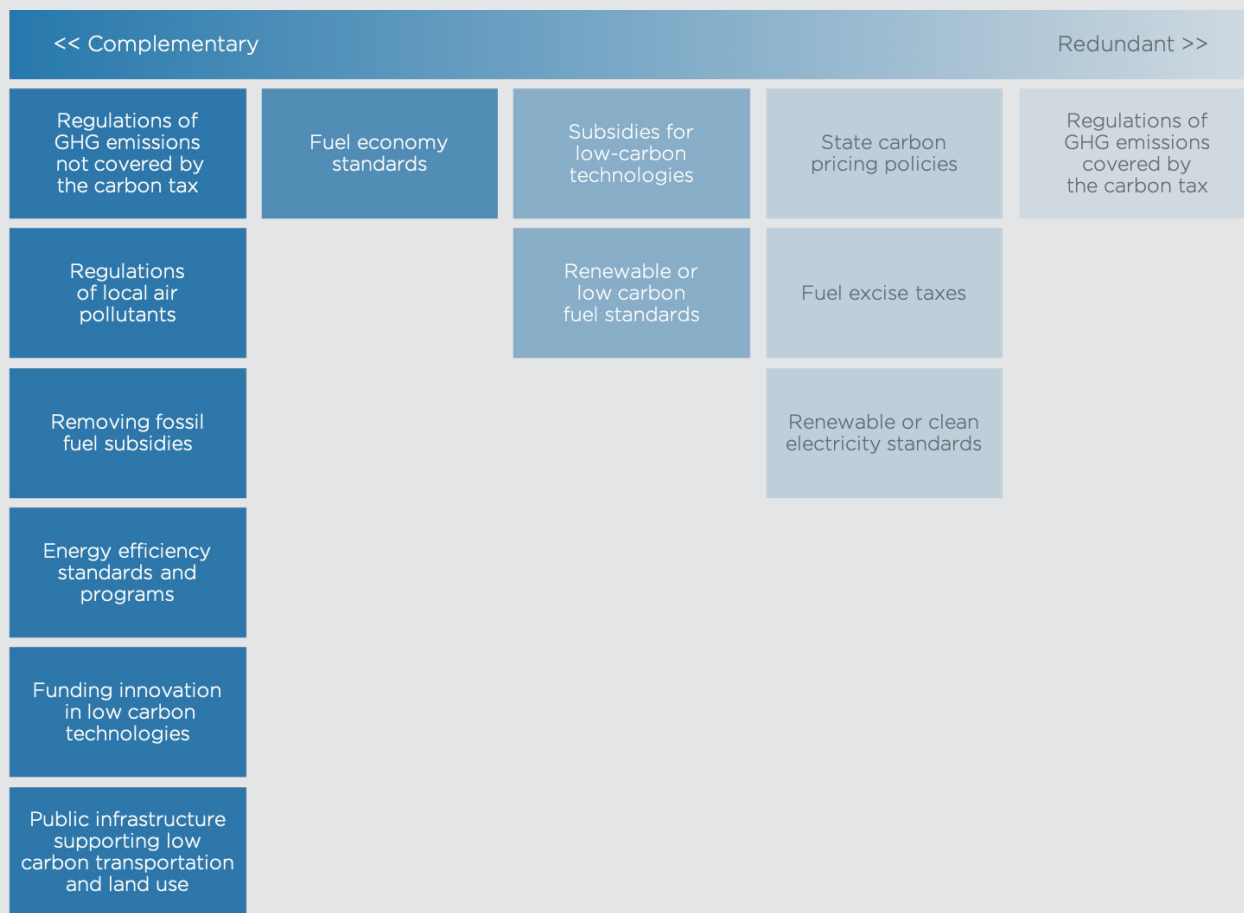 << Complementary
Redundant >>
Regulations of
GHG emissions
not covered by
the carbon tax
Fuel economy
standards
Subsidies for
low-carbon
technologies
State carbon
pricing policies
Regulations of
GHG emissions
covered by
the carbon tax
Regulations
of local air
pollutants
Renewable or
low carbon
fuel standards
Fuel excise taxes
Removing fossil
fuel subsidies
Renewable or clean
electricity standards
Energy efficiency
standards and
programs
Funding innovation
in low carbon
technologies
Public infrastructure
supporting low
carbon transportation
and land use